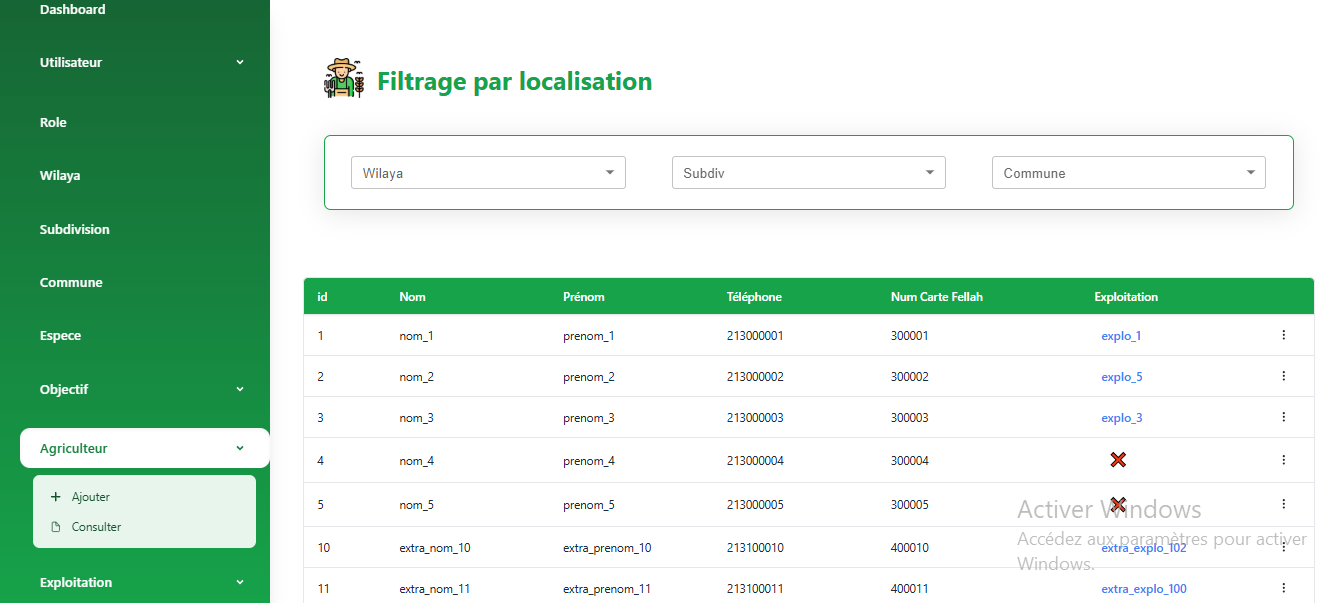 Dashboard
Utilisateur
Role
Wilaya
Subdivision
Commune
Espece
Objectif
Agriculteur
Ajouter
Consulter
Exploitation
Filtrage par localisation
Wilaya Subdiv Commune
id Nom Prénom Téléphone Num Carte Fellah Exploitation
1 nom_1 prenom_1 213000001 300001 explo_1
2 nom_2 prenom_2 213000002 300002 explo_5
3 nom_3 prenom_3 213000003 300003 explo_3
4 nom_4 prenom_4 213000004 300004
5 nom_5 prenom_5 213000005 300005
10 extra_nom_10 extra_prenom_10 213100010 400010 extra_explo_102
11 extra_nom_11 extra_prenom_11 213100011 400011 extra_explo_100
Activer Windows
Accédez aux paramètres pour activer
Windows.